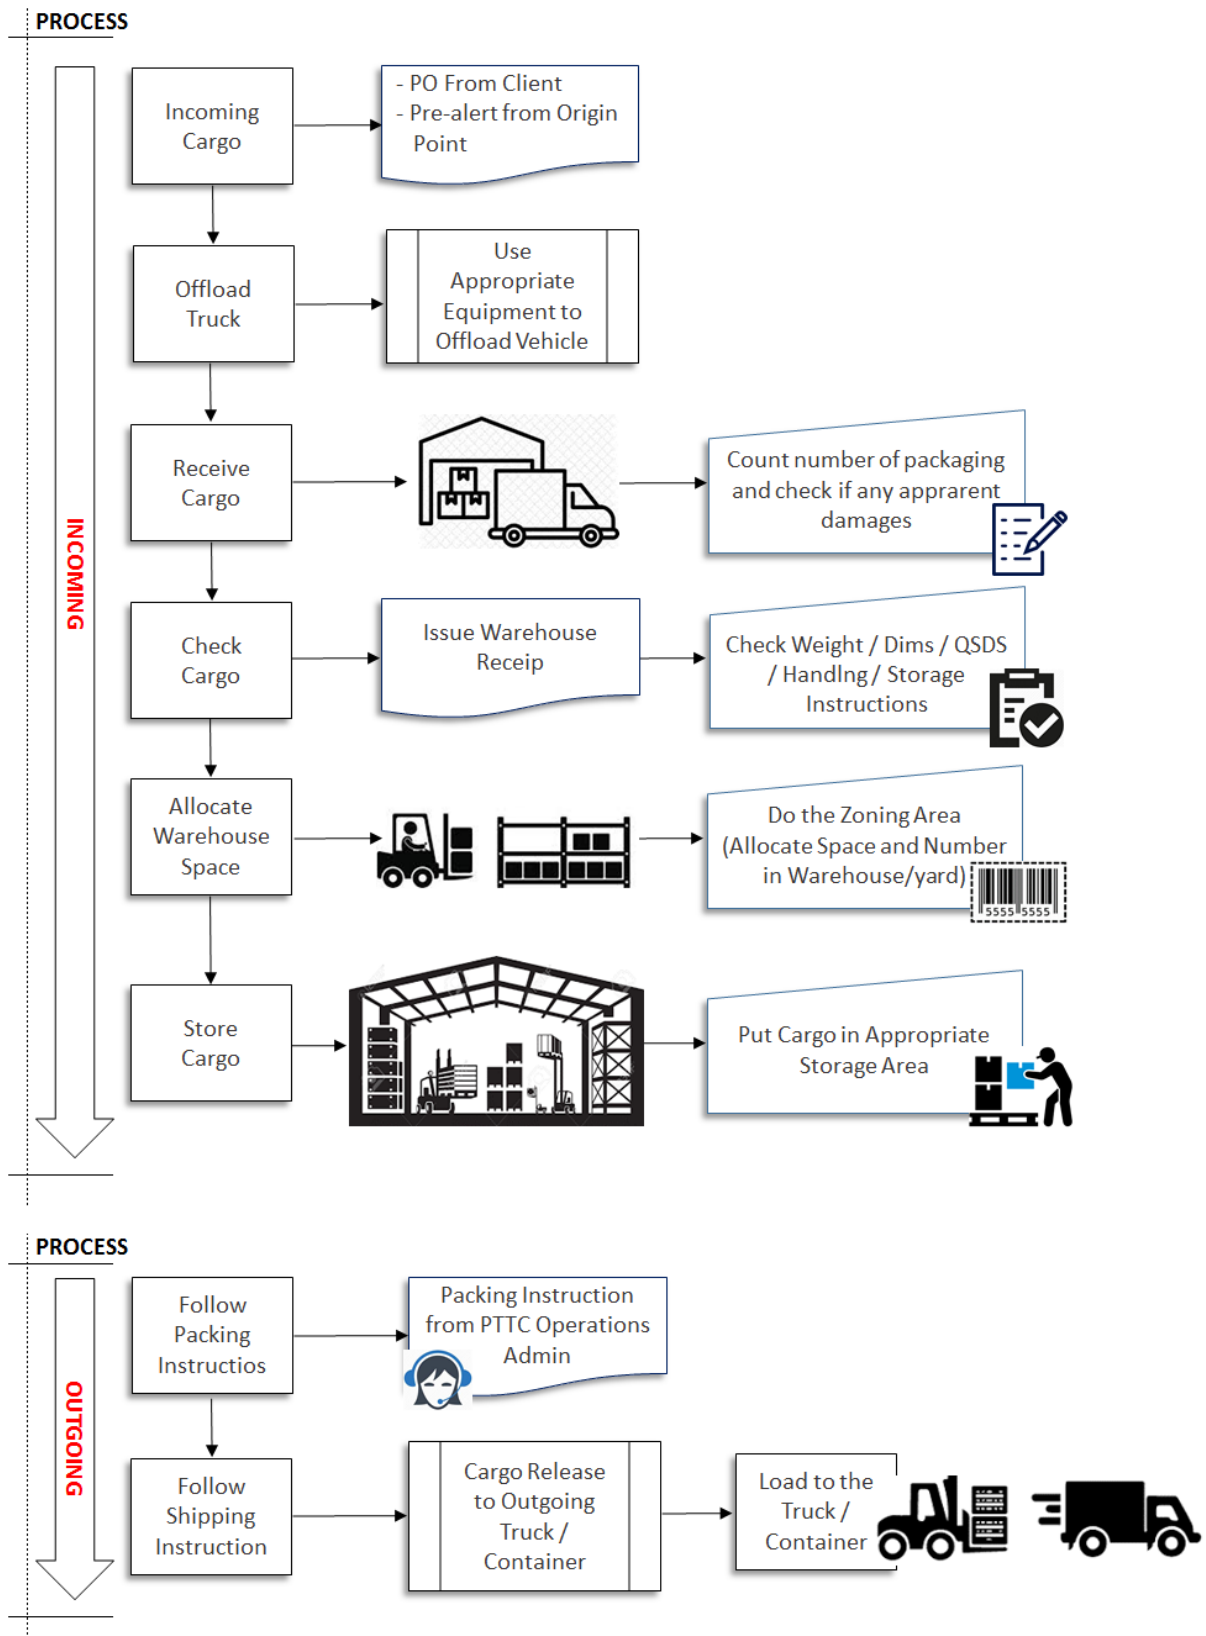 PROCESS
INCOMING
Incoming
Cargo
- PO From Client
- Pre-alert from Origin
Point
Offload
Truck
Use
Appropriate
Equipment to
Offload Vehicle
Receive
Cargo
Count number of packaging
and check if any apprarent
damages
Check
Cargo
Issue Warehouse
Receip
Check Weight / Dims / QSDS
/ Handlng / Storage
Instructions
Allocate
Warehouse
Space
Do the Zoning Area
(Allocate Space and Number
in Warehouse/yard)
5555 5555
Store
Cargo
Put Cargo in Appropriate
Storage Area
PROCESS
OUTGOING
Follow
Packing
Instructios
Packing Instruction
from PTTC Operations
Admin
Follow
Shipping
Instruction
Cargo Release
to Outgoing
Truck /
Container
Load to the
Truck /
Container